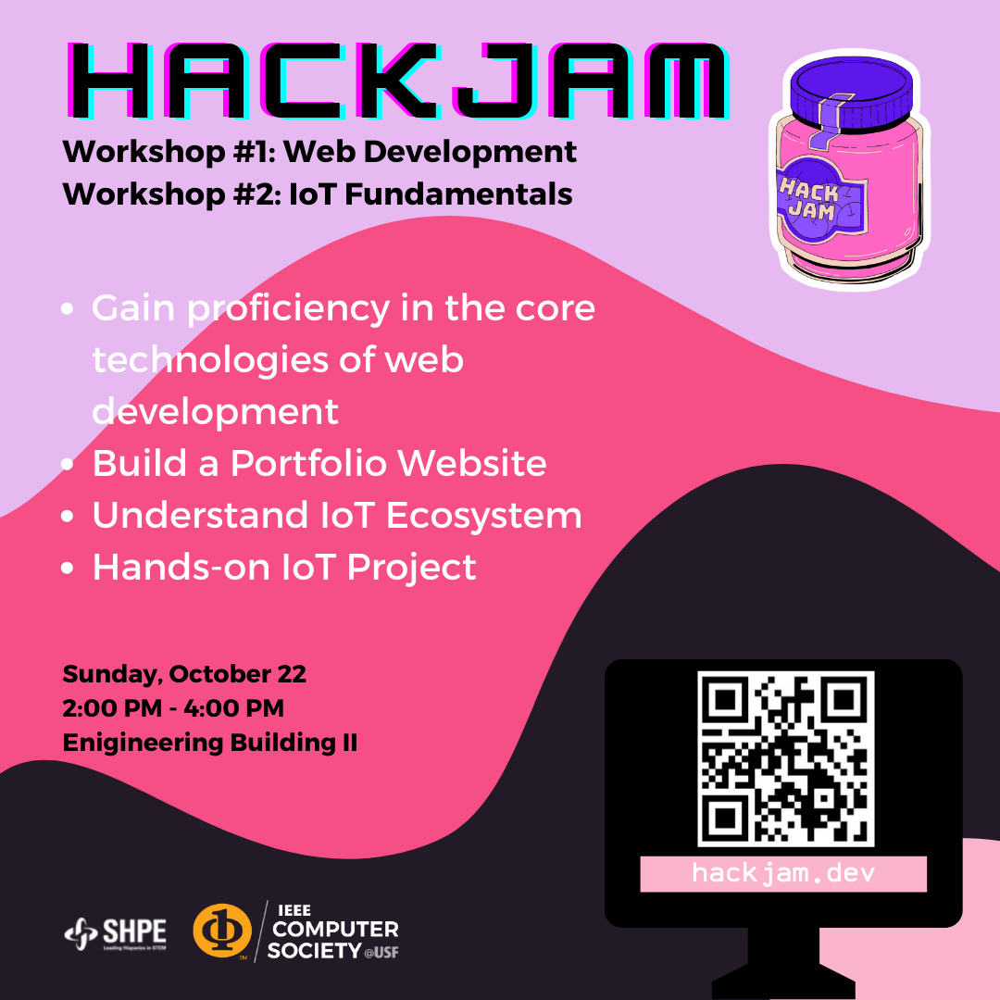 HACKJAM
Workshop #1: Web Development
Workshop #2: IoT Fundamentals
HACK
JAM
• Gain proficiency in the core
technologies of web
development
• Build a Portfolio Website
• Understand IoT Ecosystem
• Hands-on IoT Project
Sunday, October 22
2:00 PM - 4:00 PM
Enigineering Building II
hackjam.dev
SHPE
Leading Hispanics in STEM
TM
IEEE
COMPUTER
SOCIETY @USF